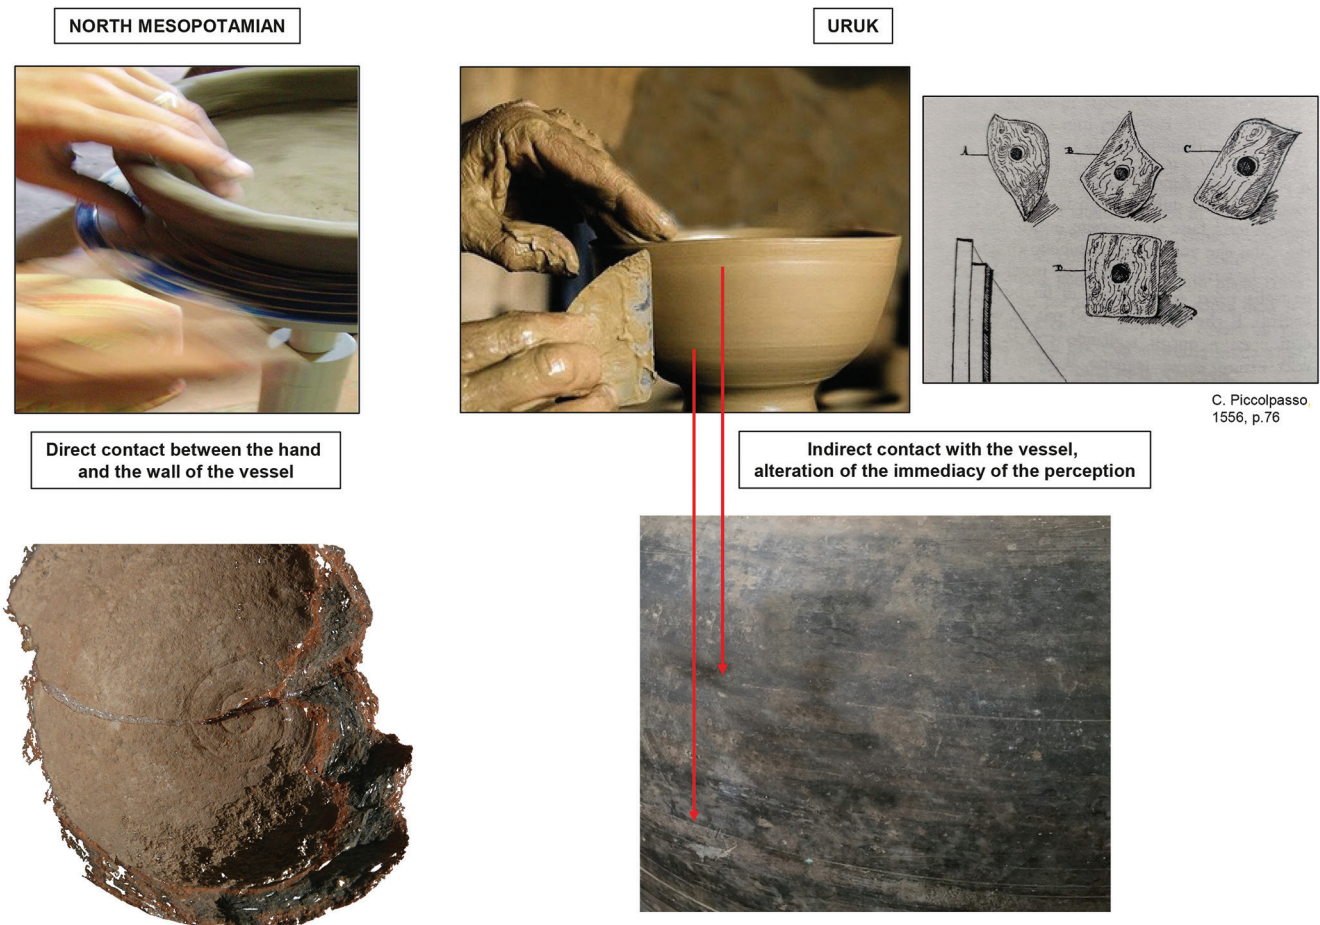 NORTH MESOPOTAMIAN
URUK
A
B
C
D
C. Piccolpasso,
1556, p.76
Direct contact between the hand
and the wall of the vessel
Indirect contact with the vessel,
alteration of the immediacy of the perception